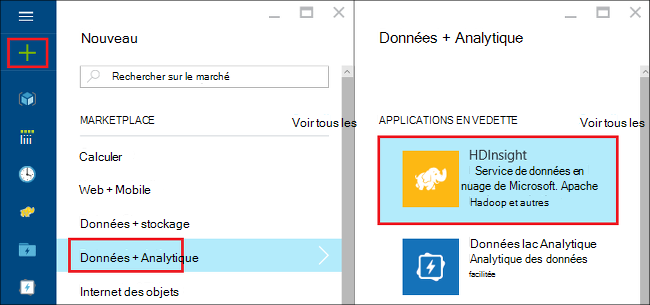 Nouveau
Rechercher sur le marché
MARKETPLACE
Voir tous les
Calculer
Web + Mobile
Données + stockage
Données + Analytique
Internet des objets
Données + Analytique
APPLICATIONS EN VEDETTE
Voir tous les
HDInsight
Service de données en
nuage de Microsoft. Apache
Hadoop et autres
Données lac Analytique
Analytique des données
facilitée